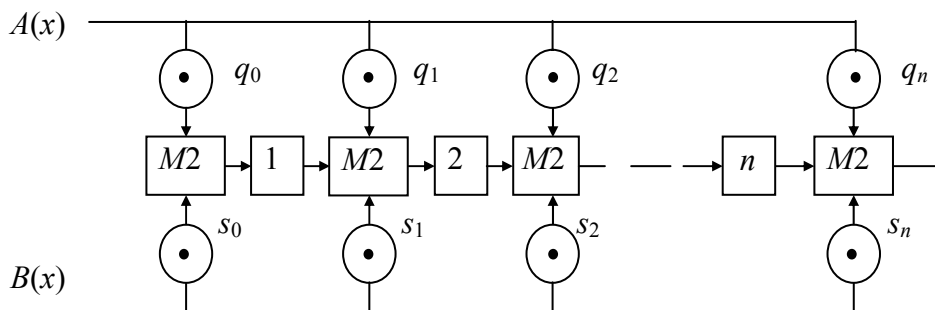 A(x)
q₀ q₁ q₂ qₙ
M2 1 M2 2 M2 n M2
s₀ s₁ s₂ sₙ
B(x)